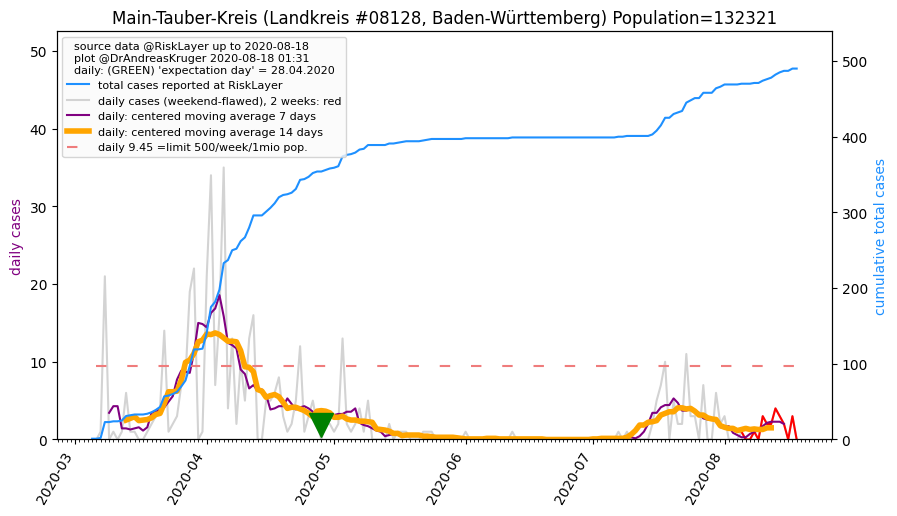 Main-Tauber-Kreis (Landkreis #08128, Baden-Württemberg) Population=132321
source data @RiskLayer up to 2020-08-18
plot @DrAndreasKruger 2020-08-18 01:31
daily: (GREEN) 'expectation day' = 28.04.2020
total cases reported at RiskLayer
daily cases (weekend-flawed), 2 weeks: red
daily: centered moving average 7 days
daily: centered moving average 14 days
daily 9.45 =limit 500/week/1mio pop.
50
40
30
20
10
0
daily cases
500
400
300
200
100
0
cumulative total cases
2020-03
2020-04
2020-05
2020-06
2020-07
2020-08